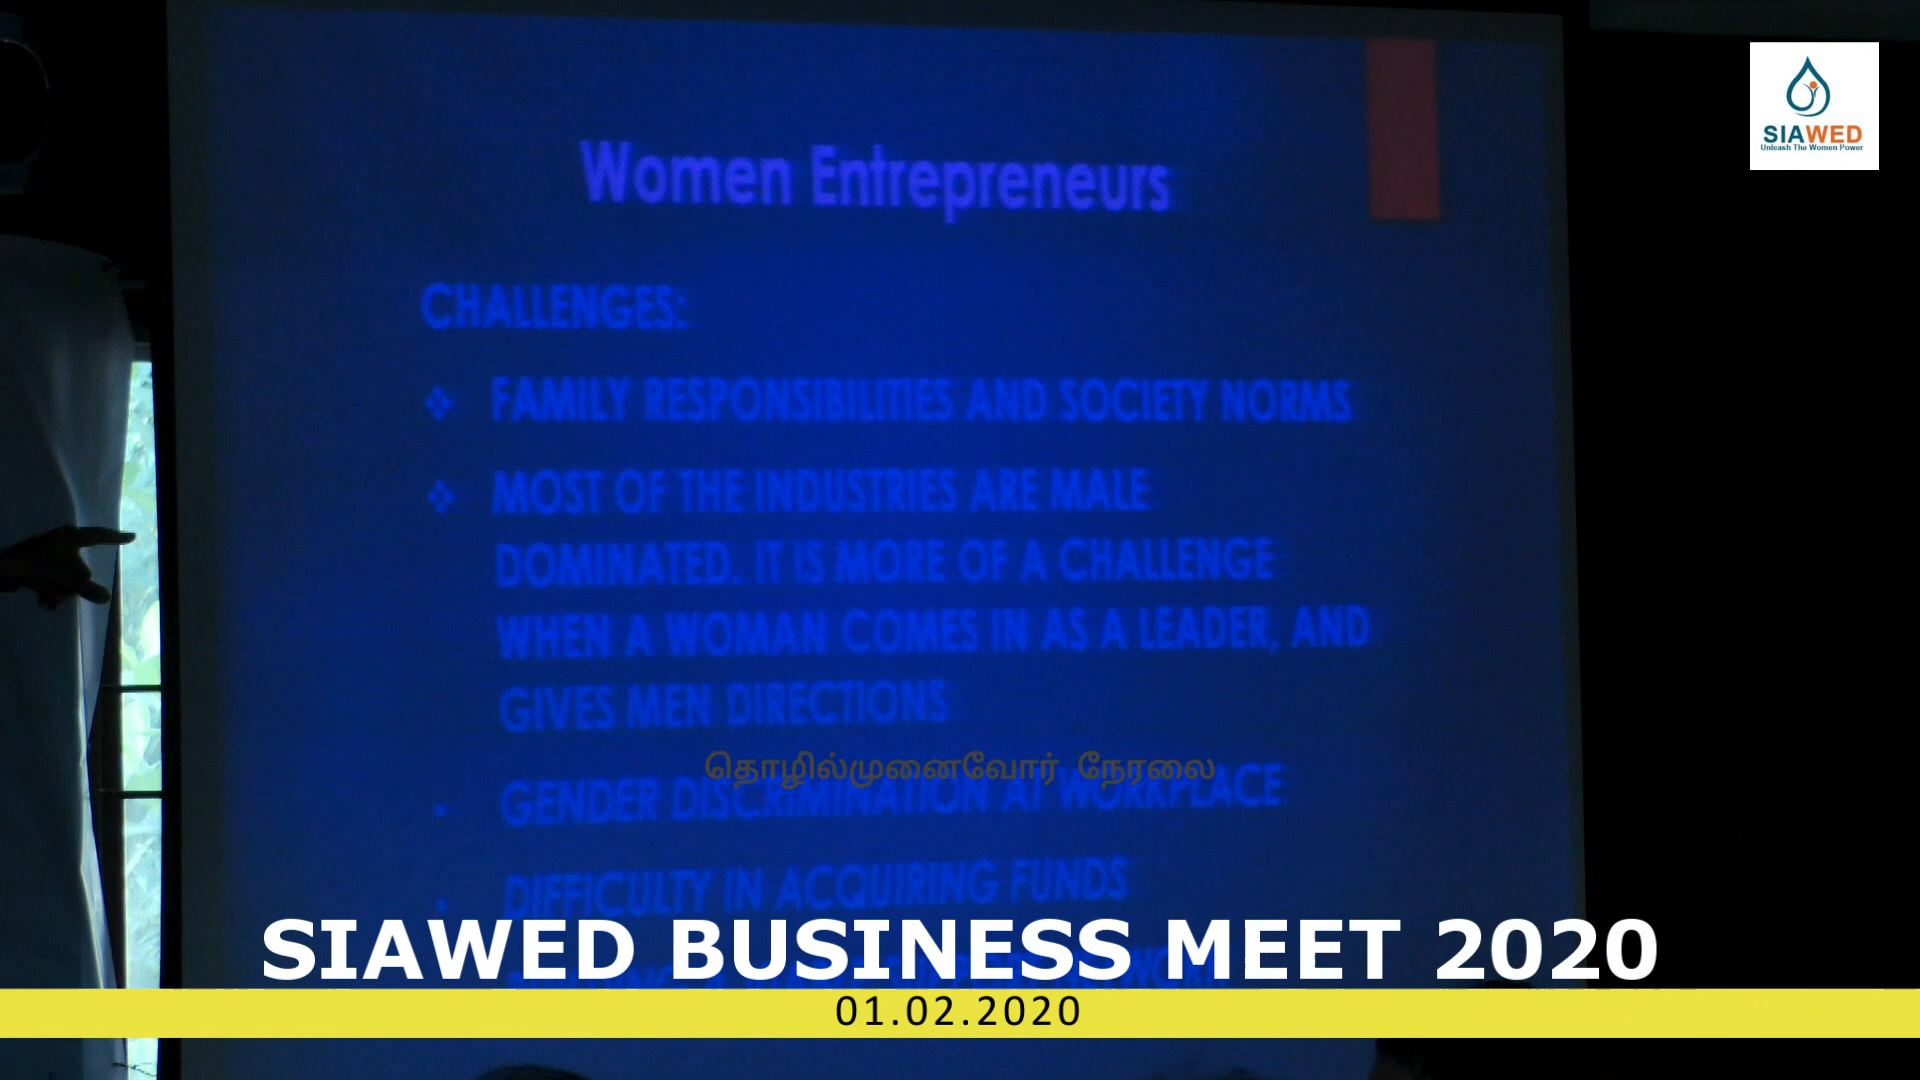 SIAWED
Unleash The Women Power
Women Entrepreneurs
CHALLENGES:
FAMILY RESPONSIBILITIES AND SOCIETY NORMS
MOST OF THE INDUSTRIES ARE MALE
DOMINATED. IT IS MORE OF A CHALLENGE
WHEN A WOMAN COMES IN AS A LEADER, AND
GIVES MEN DIRECTIONS
தொழில்முனைவோர் நேரலை
GENDER DISCRIMINATION AT WORKPLACE
DIFFICULTY IN ACQUIRING FUNDS
SIAWED BUSINESS MEET 2020
01.02.2020